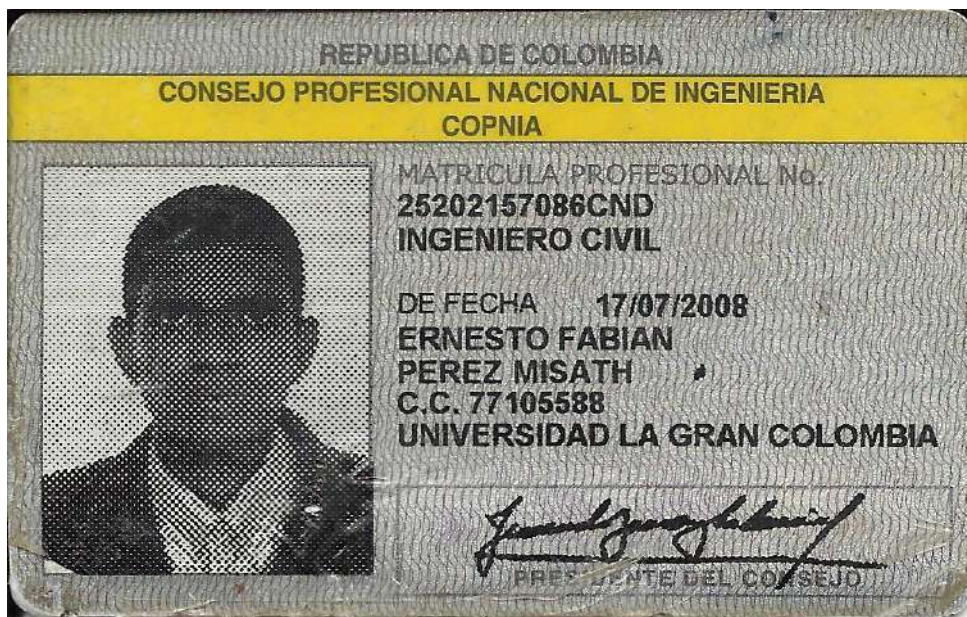 REPUBLICA DE COLOMBIA
CONSEJO PROFESIONAL NACIONAL DE INGENIERIA
COPNIA
MATRICULA PROFESIONAL No.
25202157086CND
INGENIERO CIVIL
DE FECHA 17/07/2008
ERNESTO FABIAN
PEREZ MISATH
C.C. 77105588
UNIVERSIDAD LA GRAN COLOMBIA
PRESIDENTE DEL CONSEJO